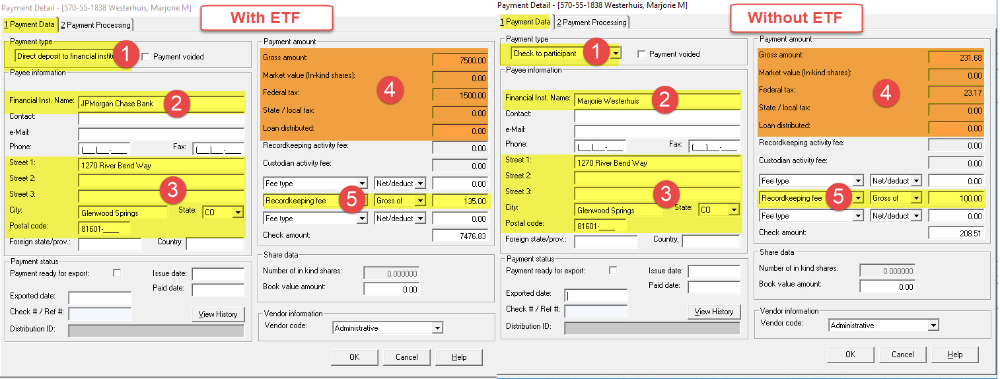 Payment Detail - [570-55-1838 Westerhuis, Marjorie M]
With ETF
1 Payment Data
2 Payment Processing
Payment type
Direct deposit to financial institu
1
Payment voided
Payee information
Financial Inst. Name: JPMorgan Chase Bank
2
Contact:
e-Mail:
Phone: (___)___-____ Fax: (___)___-____
Street 1: 1270 River Bend Way
Street 2:
Street 3:
3
City: Glenwood Springs State: CO
Postal code: 81601-____
Foreign state/prov.: Country:
Payment status
Payment ready for export: Issue date:
Paid date:
Exported date:
Check # / Ref #: View History
Distribution ID:
Payment amount
Gross amount: 7500.00
Market value (In-kind shares): 0.00
4
Federal tax: 1500.00
State / local tax: 0.00
Loan distributed: 0.00
Recordkeeping activity fee: 0.00
Custodian activity fee: 0.00
Fee type Net/deduct 0.00
Recordkeeping fee 5 Gross of 135.00
Fee type Net/deduct 0.00
Check amount: 7476.83
Share data
Number of in kind shares: 0.000000
Book value amount: 0.00
Vendor information
Vendor code: Administrative
OK Cancel Help
Payment Detail - [570-55-1838 Westerhuis, Marjorie M]
Without ETF
1 Payment Data
2 Payment Processing
Payment type
Check to participant
1
Payment voided
Payee information
Financial Inst. Name: Marjorie Westerhuis
2
Contact:
e-Mail:
Phone: (___)___-____ Fax: (___)___-____
Street 1: 1270 River Bend Way
Street 2:
Street 3:
3
City: Glenwood Springs State: CO
Postal code: 81601-____
Foreign state/prov.: Country:
Payment status
Payment ready for export: Issue date:
Paid date:
Exported date:
Check # / Ref #: View History
Distribution ID:
Payment amount
Gross amount: 231.68
Market value (In-kind shares): 0.00
4
Federal tax: 23.17
State / local tax: 0.00
Loan distributed: 0.00
Recordkeeping activity fee: 0.00
Custodian activity fee: 0.00
Fee type Net/deduct 0.00
Recordkeeping fee 5 Gross of 100.00
Fee type Net/deduct 0.00
Check amount: 208.51
Share data
Number of in kind shares: 0.000000
Book value amount: 0.00
Vendor information
Vendor code: Administrative
OK Cancel Help